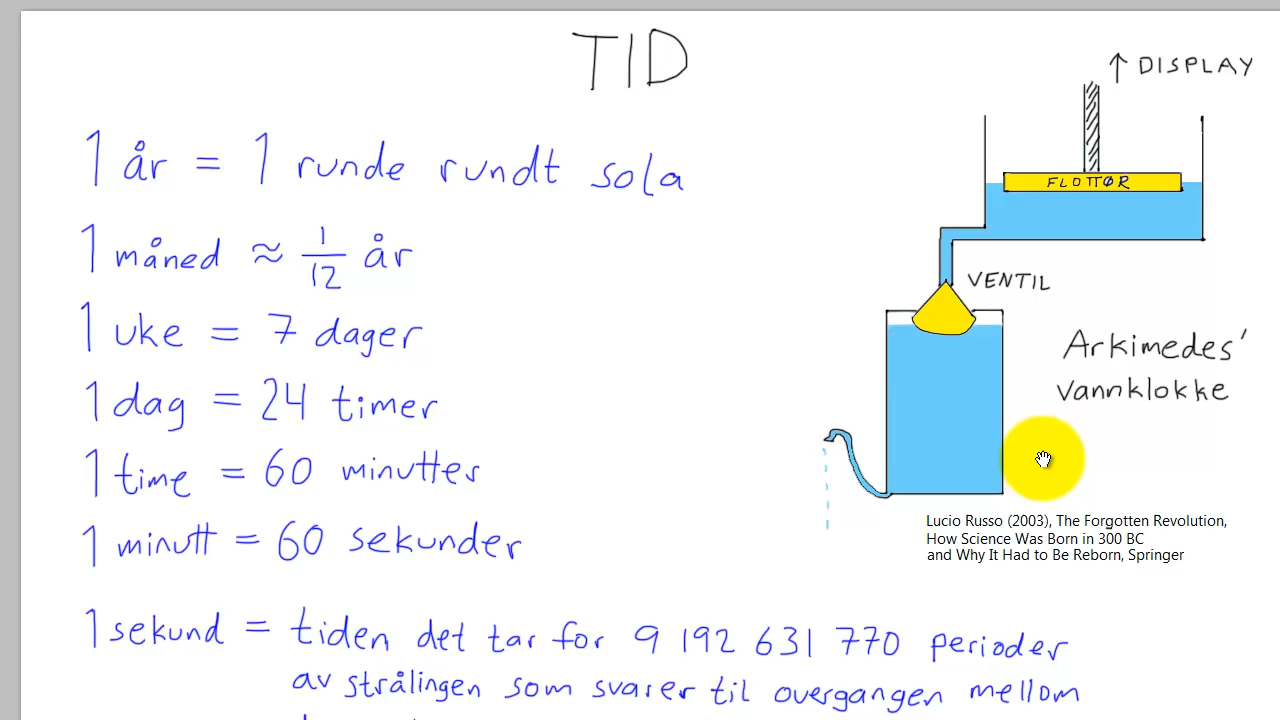 TID
1 år = 1 runde rundt sola
1 måned ≈ 1/12 år
1 uke = 7 dager
1 dag = 24 timer
1 time = 60 minutter
1 minutt = 60 sekunder
1 sekund = tiden det tar for 9 192 631 770 perioder
av strålingen som svarer til overgangen mellom
↑ DISPLAY
FLOTTØR
VENTIL
Arkimedes'
vannklokke
Lucio Russo (2003), The Forgotten Revolution,
How Science Was Born in 300 BC
and Why It Had to Be Reborn, Springer